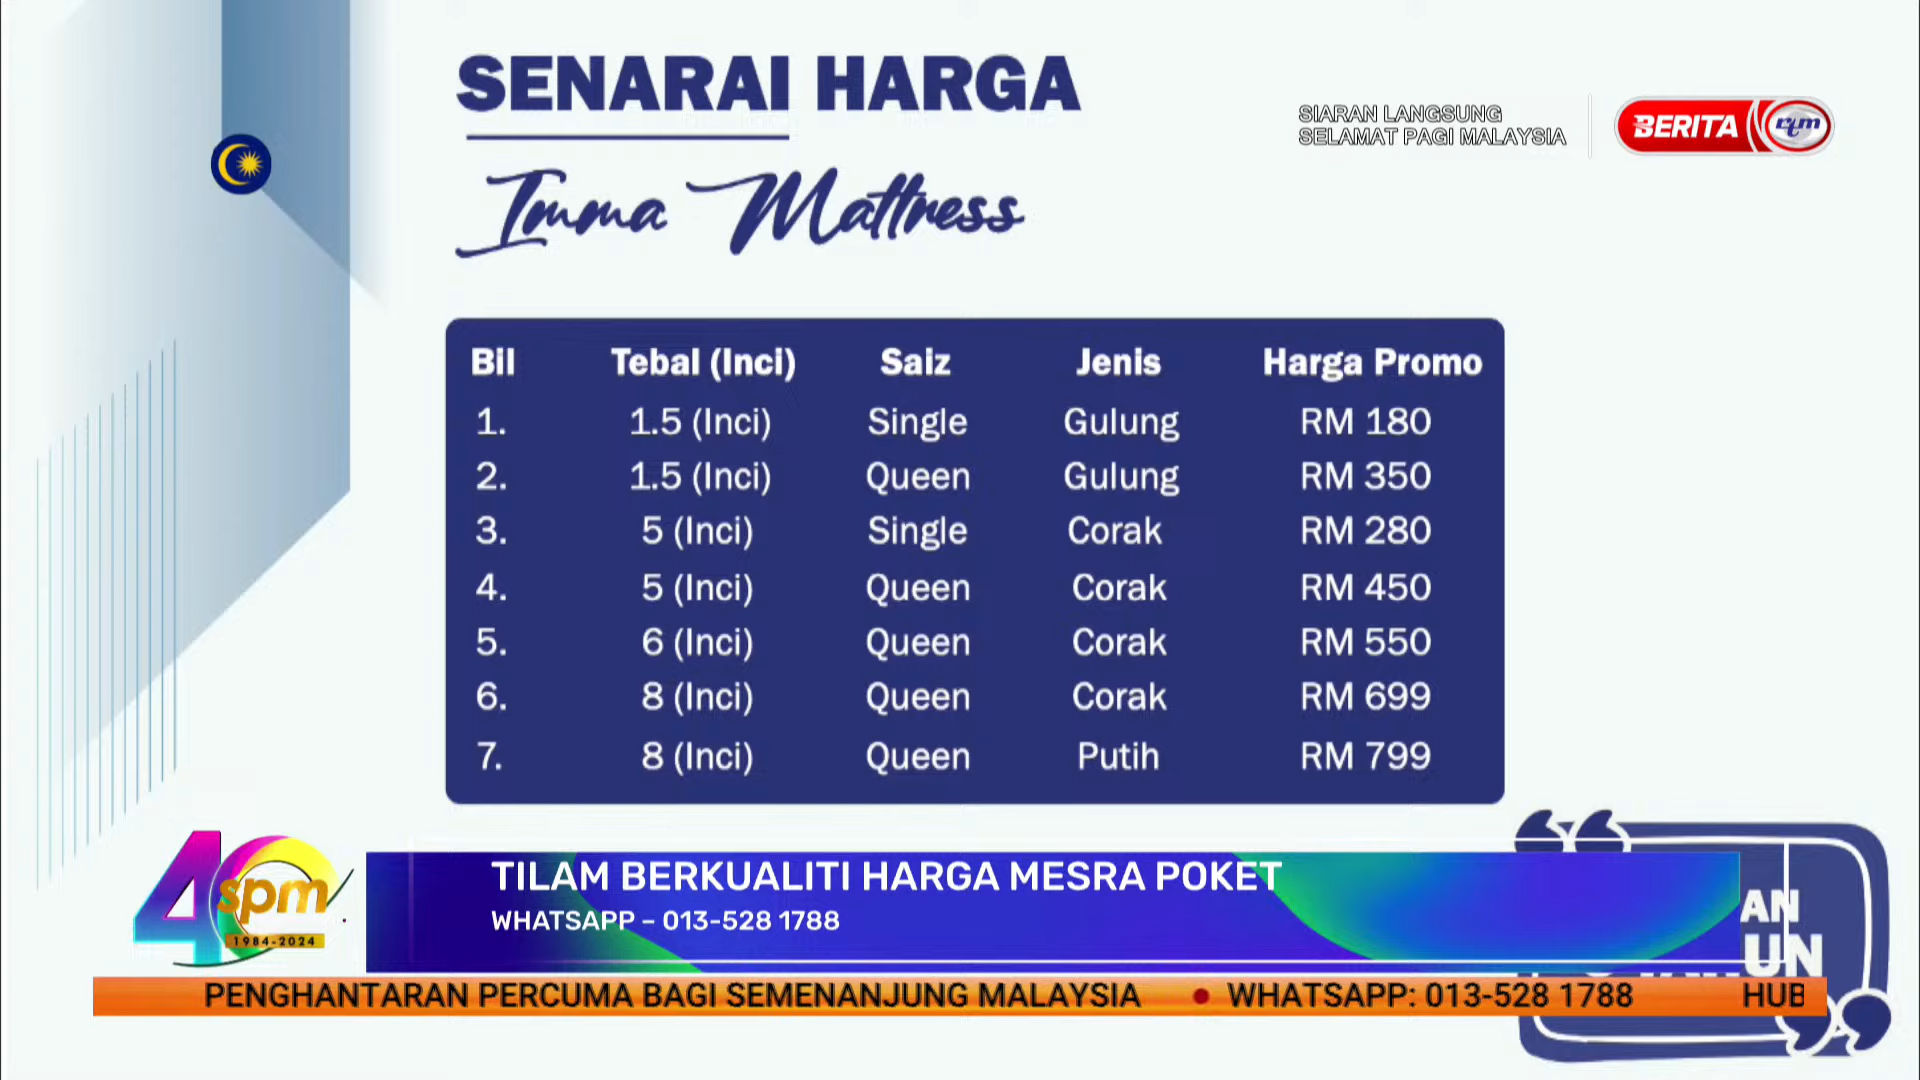 SENARAI HARGA
Imma Mattress
SIARAN LANGSUNG
SELAMAT PAGI MALAYSIA
BERITA rtm
Bil Tebal (Inci) Saiz Jenis Harga Promo
1. 1.5 (Inci) Single Gulung RM 180
2. 1.5 (Inci) Queen Gulung RM 350
3. 5 (Inci) Single Corak RM 280
4. 5 (Inci) Queen Corak RM 450
5. 6 (Inci) Queen Corak RM 550
6. 8 (Inci) Queen Corak RM 699
7. 8 (Inci) Queen Putih RM 799
40 spm
1984-2024
TILAM BERKUALITI HARGA MESRA POKET
WHATSAPP – 013-528 1788
AN
UN
PENGHANTARAN PERCUMA BAGI SEMENANJUNG MALAYSIA • WHATSAPP: 013-528 1788 HUB